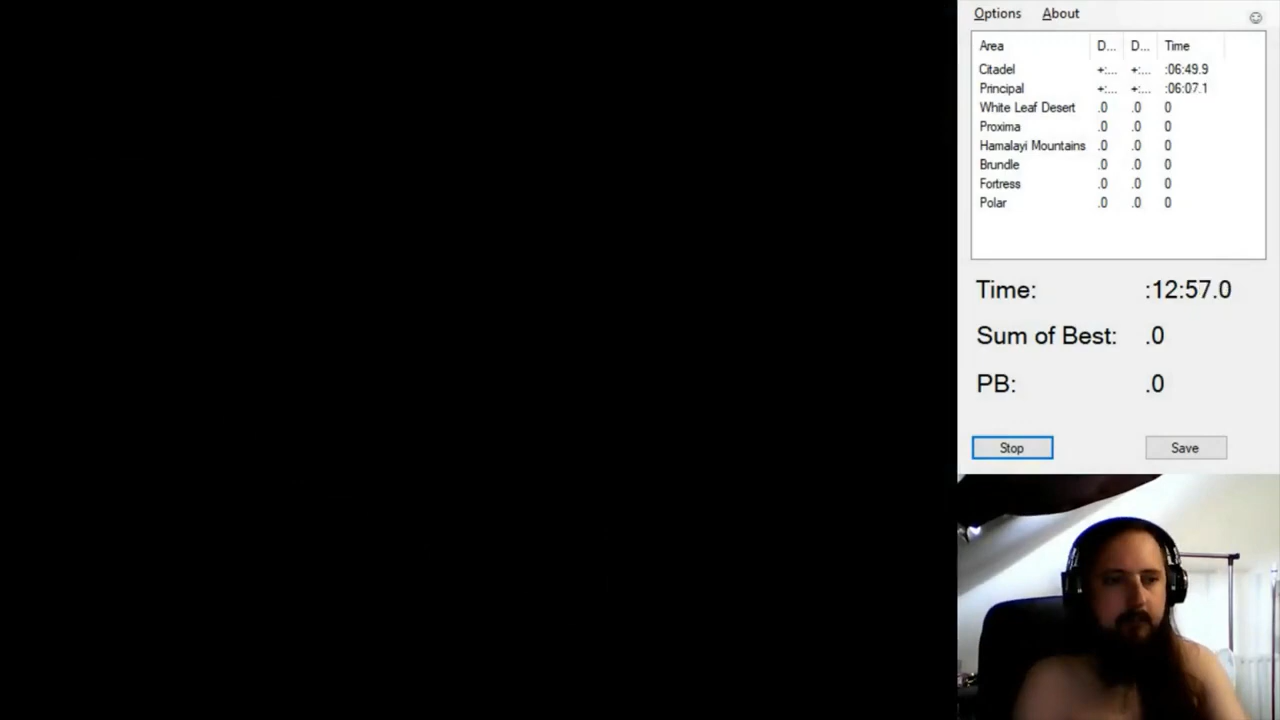 Options About
Area D... D... Time
Citadel +:... +:... :06:49.9
Principal +:... +:... :06:07.1
White Leaf Desert .0 .0 0
Proxima .0 .0 0
Hamalayi Mountains .0 .0 0
Brundle .0 .0 0
Fortress .0 .0 0
Polar .0 .0 0
Time: :12:57.0
Sum of Best: .0
PB: .0
Stop Save